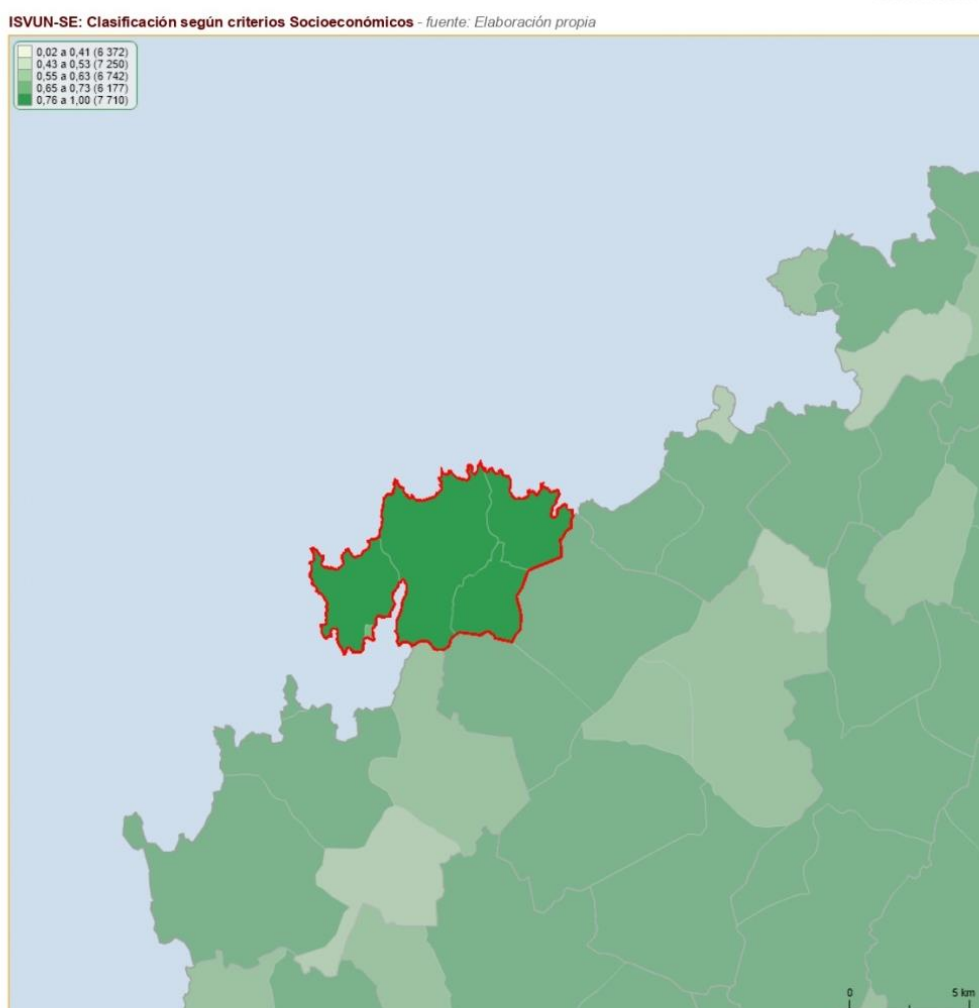 ISVUN-SE: Clasificación según criterios Socioeconómicos - fuente: Elaboración propia
0,02 a 0,41 (6 372)
0,43 a 0,53 (7 250)
0,55 a 0,63 (6 742)
0,65 a 0,73 (6 177)
0,76 a 1,00 (7 710)
0 5 km